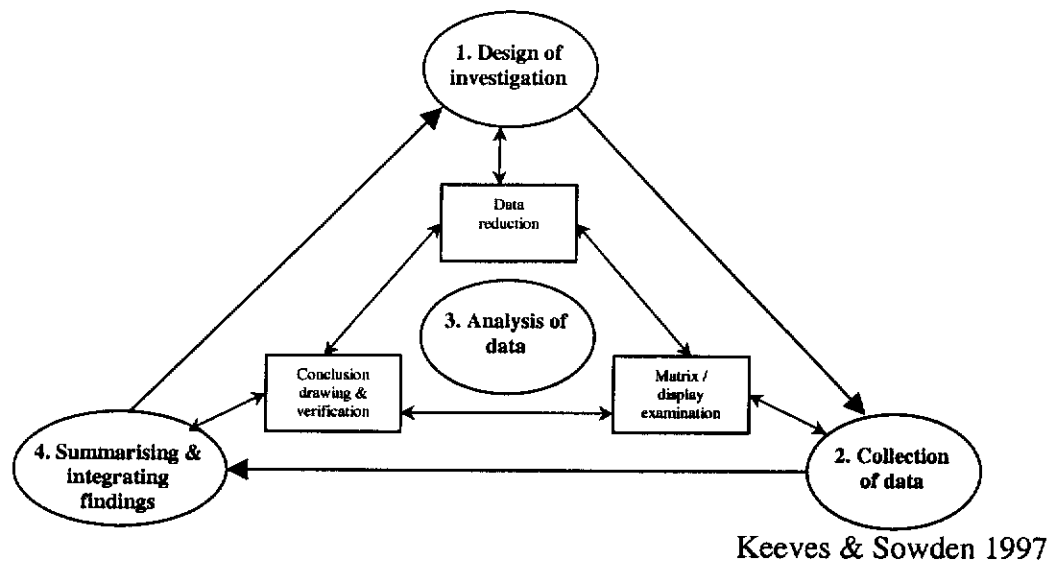 1. Design of
investigation
Data
reduction
3. Analysis of
data
Conclusion
drawing &
verification
Matrix /
display
examination
4. Summarising &
integrating
findings
2. Collection
of data
Keeves & Sowden 1997